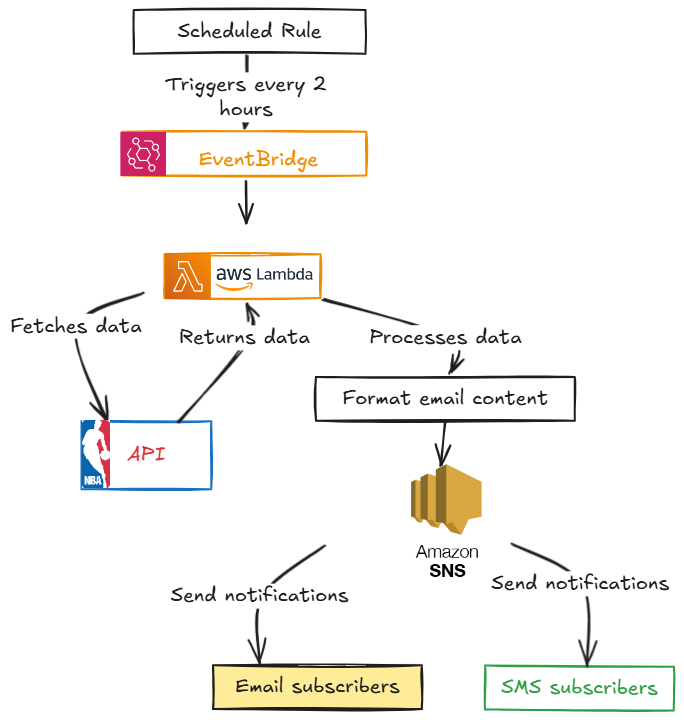 Scheduled Rule
Triggers every 2
hours
EventBridge
aws Lambda
Fetches data
Returns data
Processes data
Format email content
API
NBA
Amazon
SNS
Send notifications
Send notifications
Email subscribers
SMS subscribers